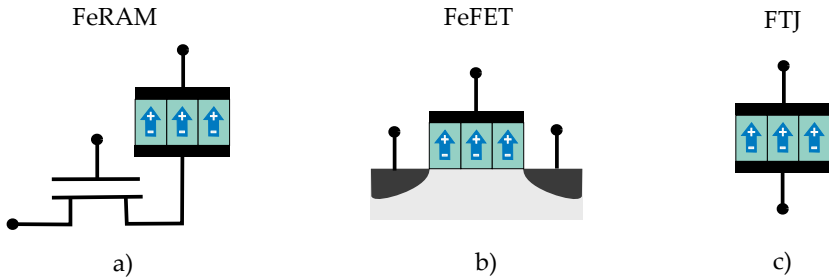 FeRAM
FeFET
FTJ
+ + +
- - -
+ + +
- - -
+ + +
- - -
a)
b)
c)